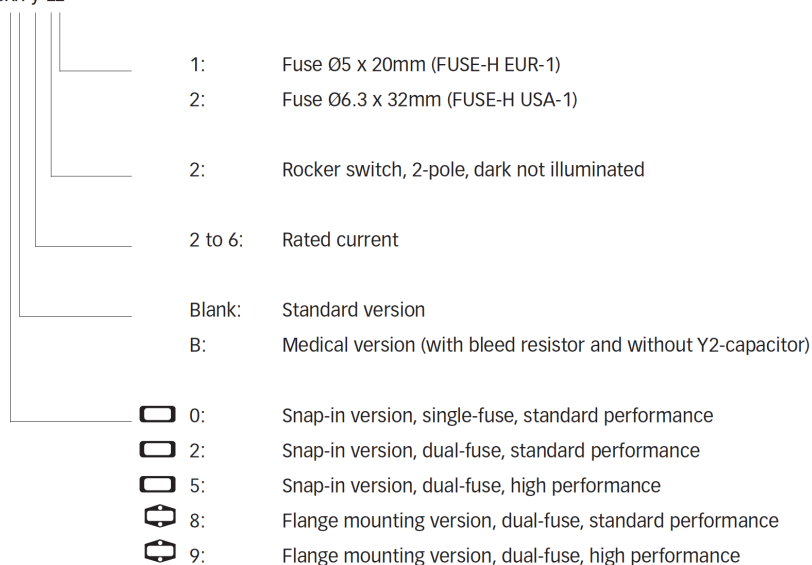 1: Fuse Ø5 x 20mm (FUSE-H EUR-1)
2: Fuse Ø6.3 x 32mm (FUSE-H USA-1)
2: Rocker switch, 2-pole, dark not illuminated
2 to 6: Rated current
Blank: Standard version
B: Medical version (with bleed resistor and without Y2-capacitor)
0: Snap-in version, single-fuse, standard performance
2: Snap-in version, dual-fuse, standard performance
5: Snap-in version, dual-fuse, high performance
8: Flange mounting version, dual-fuse, standard performance
9: Flange mounting version, dual-fuse, high performance